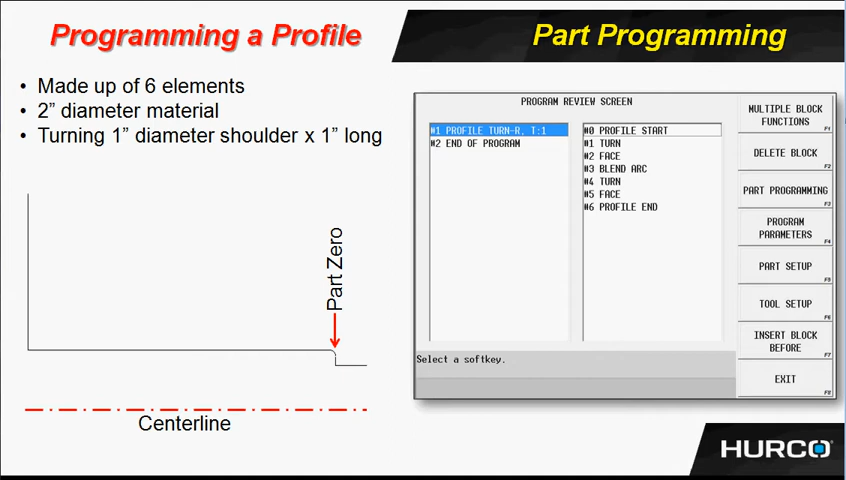 Programming a Profile
Part Programming
• Made up of 6 elements
• 2” diameter material
• Turning 1” diameter shoulder x 1” long
Part Zero
Centerline
PROGRAM REVIEW SCREEN
#1 PROFILE TURN-R, T:1
#2 END OF PROGRAM
#0 PROFILE START
#1 TURN
#2 FACE
#3 BLEND ARC
#4 TURN
#5 FACE
#6 PROFILE END
Select a softkey.
MULTIPLE BLOCK
FUNCTIONS
F1
DELETE BLOCK
F2
PART PROGRAMMING
F3
PROGRAM
PARAMETERS
F4
PART SETUP
F5
TOOL SETUP
F6
INSERT BLOCK
BEFORE
F7
EXIT
F8
HURCO